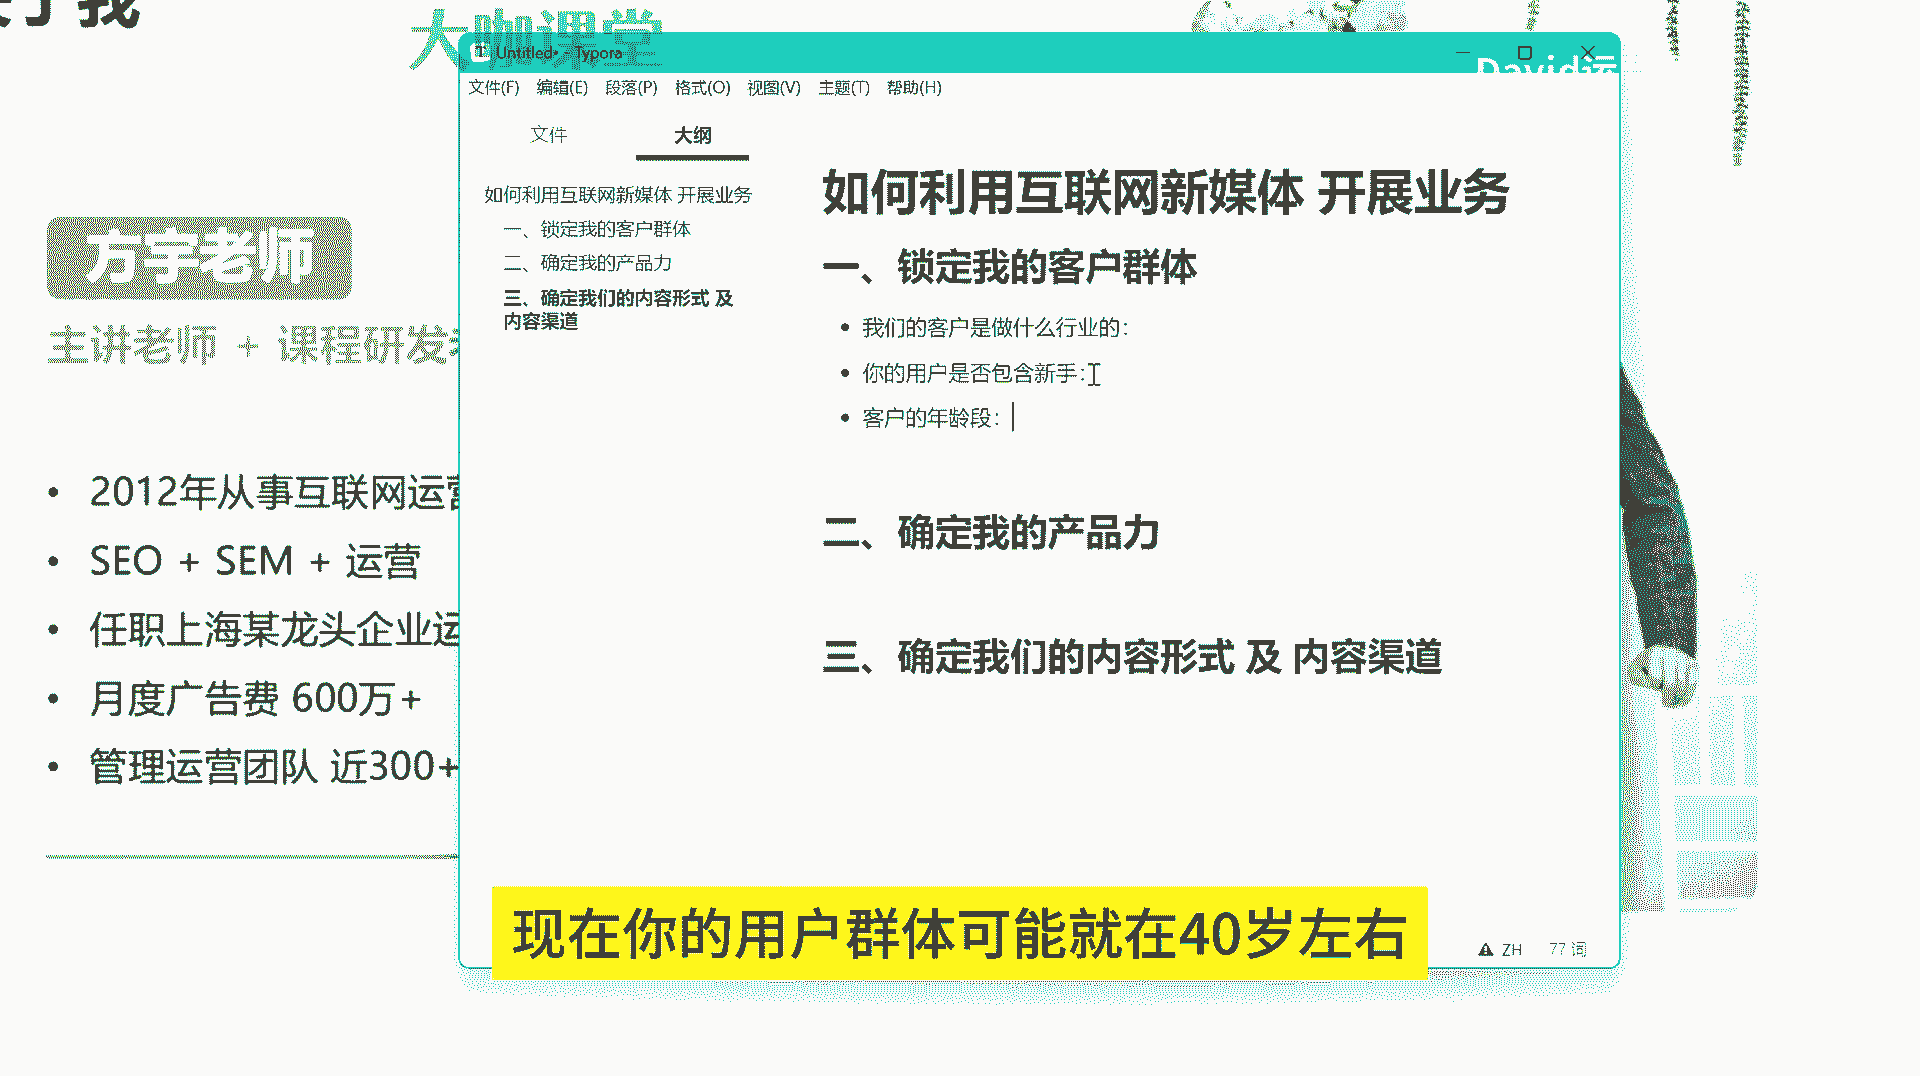 大咖课堂
Untitled• - Typora
David运
文件(F) 编辑(E) 段落(P) 格式(O) 视图(V) 主题(T) 帮助(H)
文件 大纲
如何利用互联网新媒体 开展业务
一、锁定我的客户群体
二、确定我的产品力
三、确定我们的内容形式 及
内容渠道
如何利用互联网新媒体 开展业务
一、锁定我的客户群体
• 我们的客户是做什么行业的：
• 你的用户是否包含新手：
• 客户的年龄段：
二、确定我的产品力
三、确定我们的内容形式 及 内容渠道
方宇老师
主讲老师 + 课程研发
• 2012年从事互联网运营
• SEO + SEM + 运营
• 任职上海某龙头企业运
• 月度广告费 600万+
• 管理运营团队 近300+
现在你的用户群体可能就在40岁左右
ZH 77 词